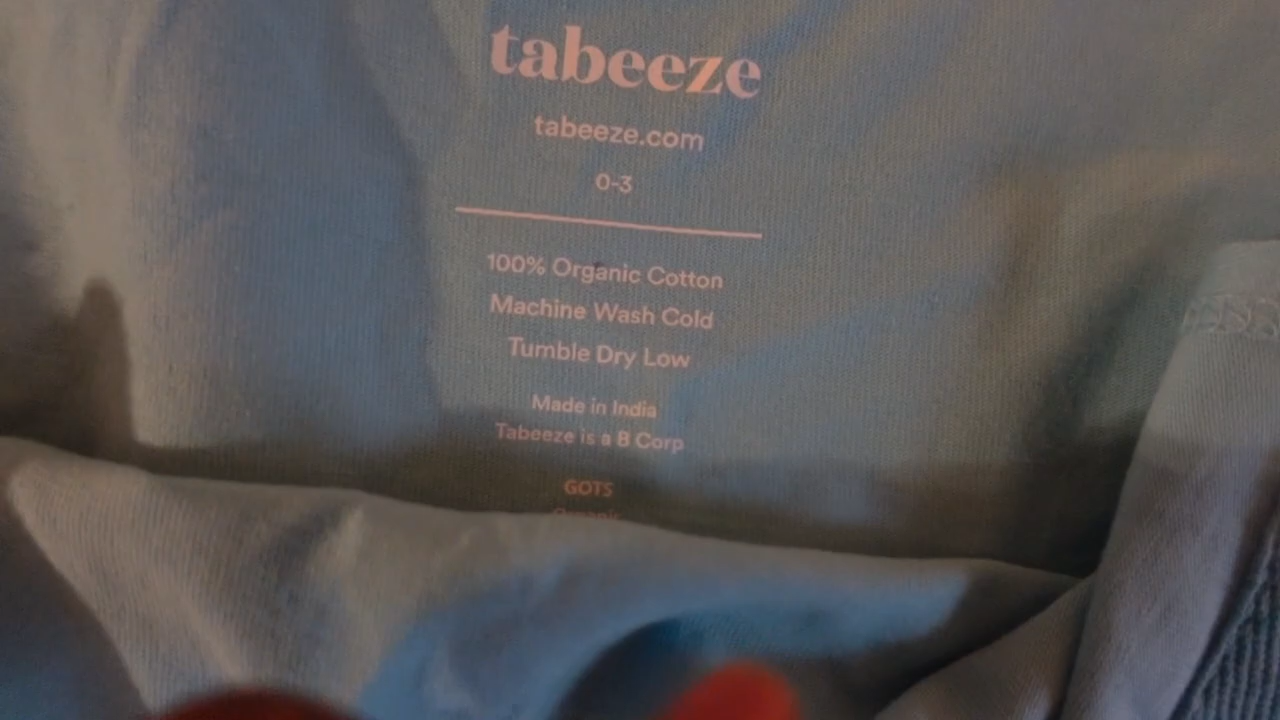 tabeeze
tabeeze.com
0-3
100% Organic Cotton
Machine Wash Cold
Tumble Dry Low
Made in India
Tabeeze is a B Corp
GOTS
Organic